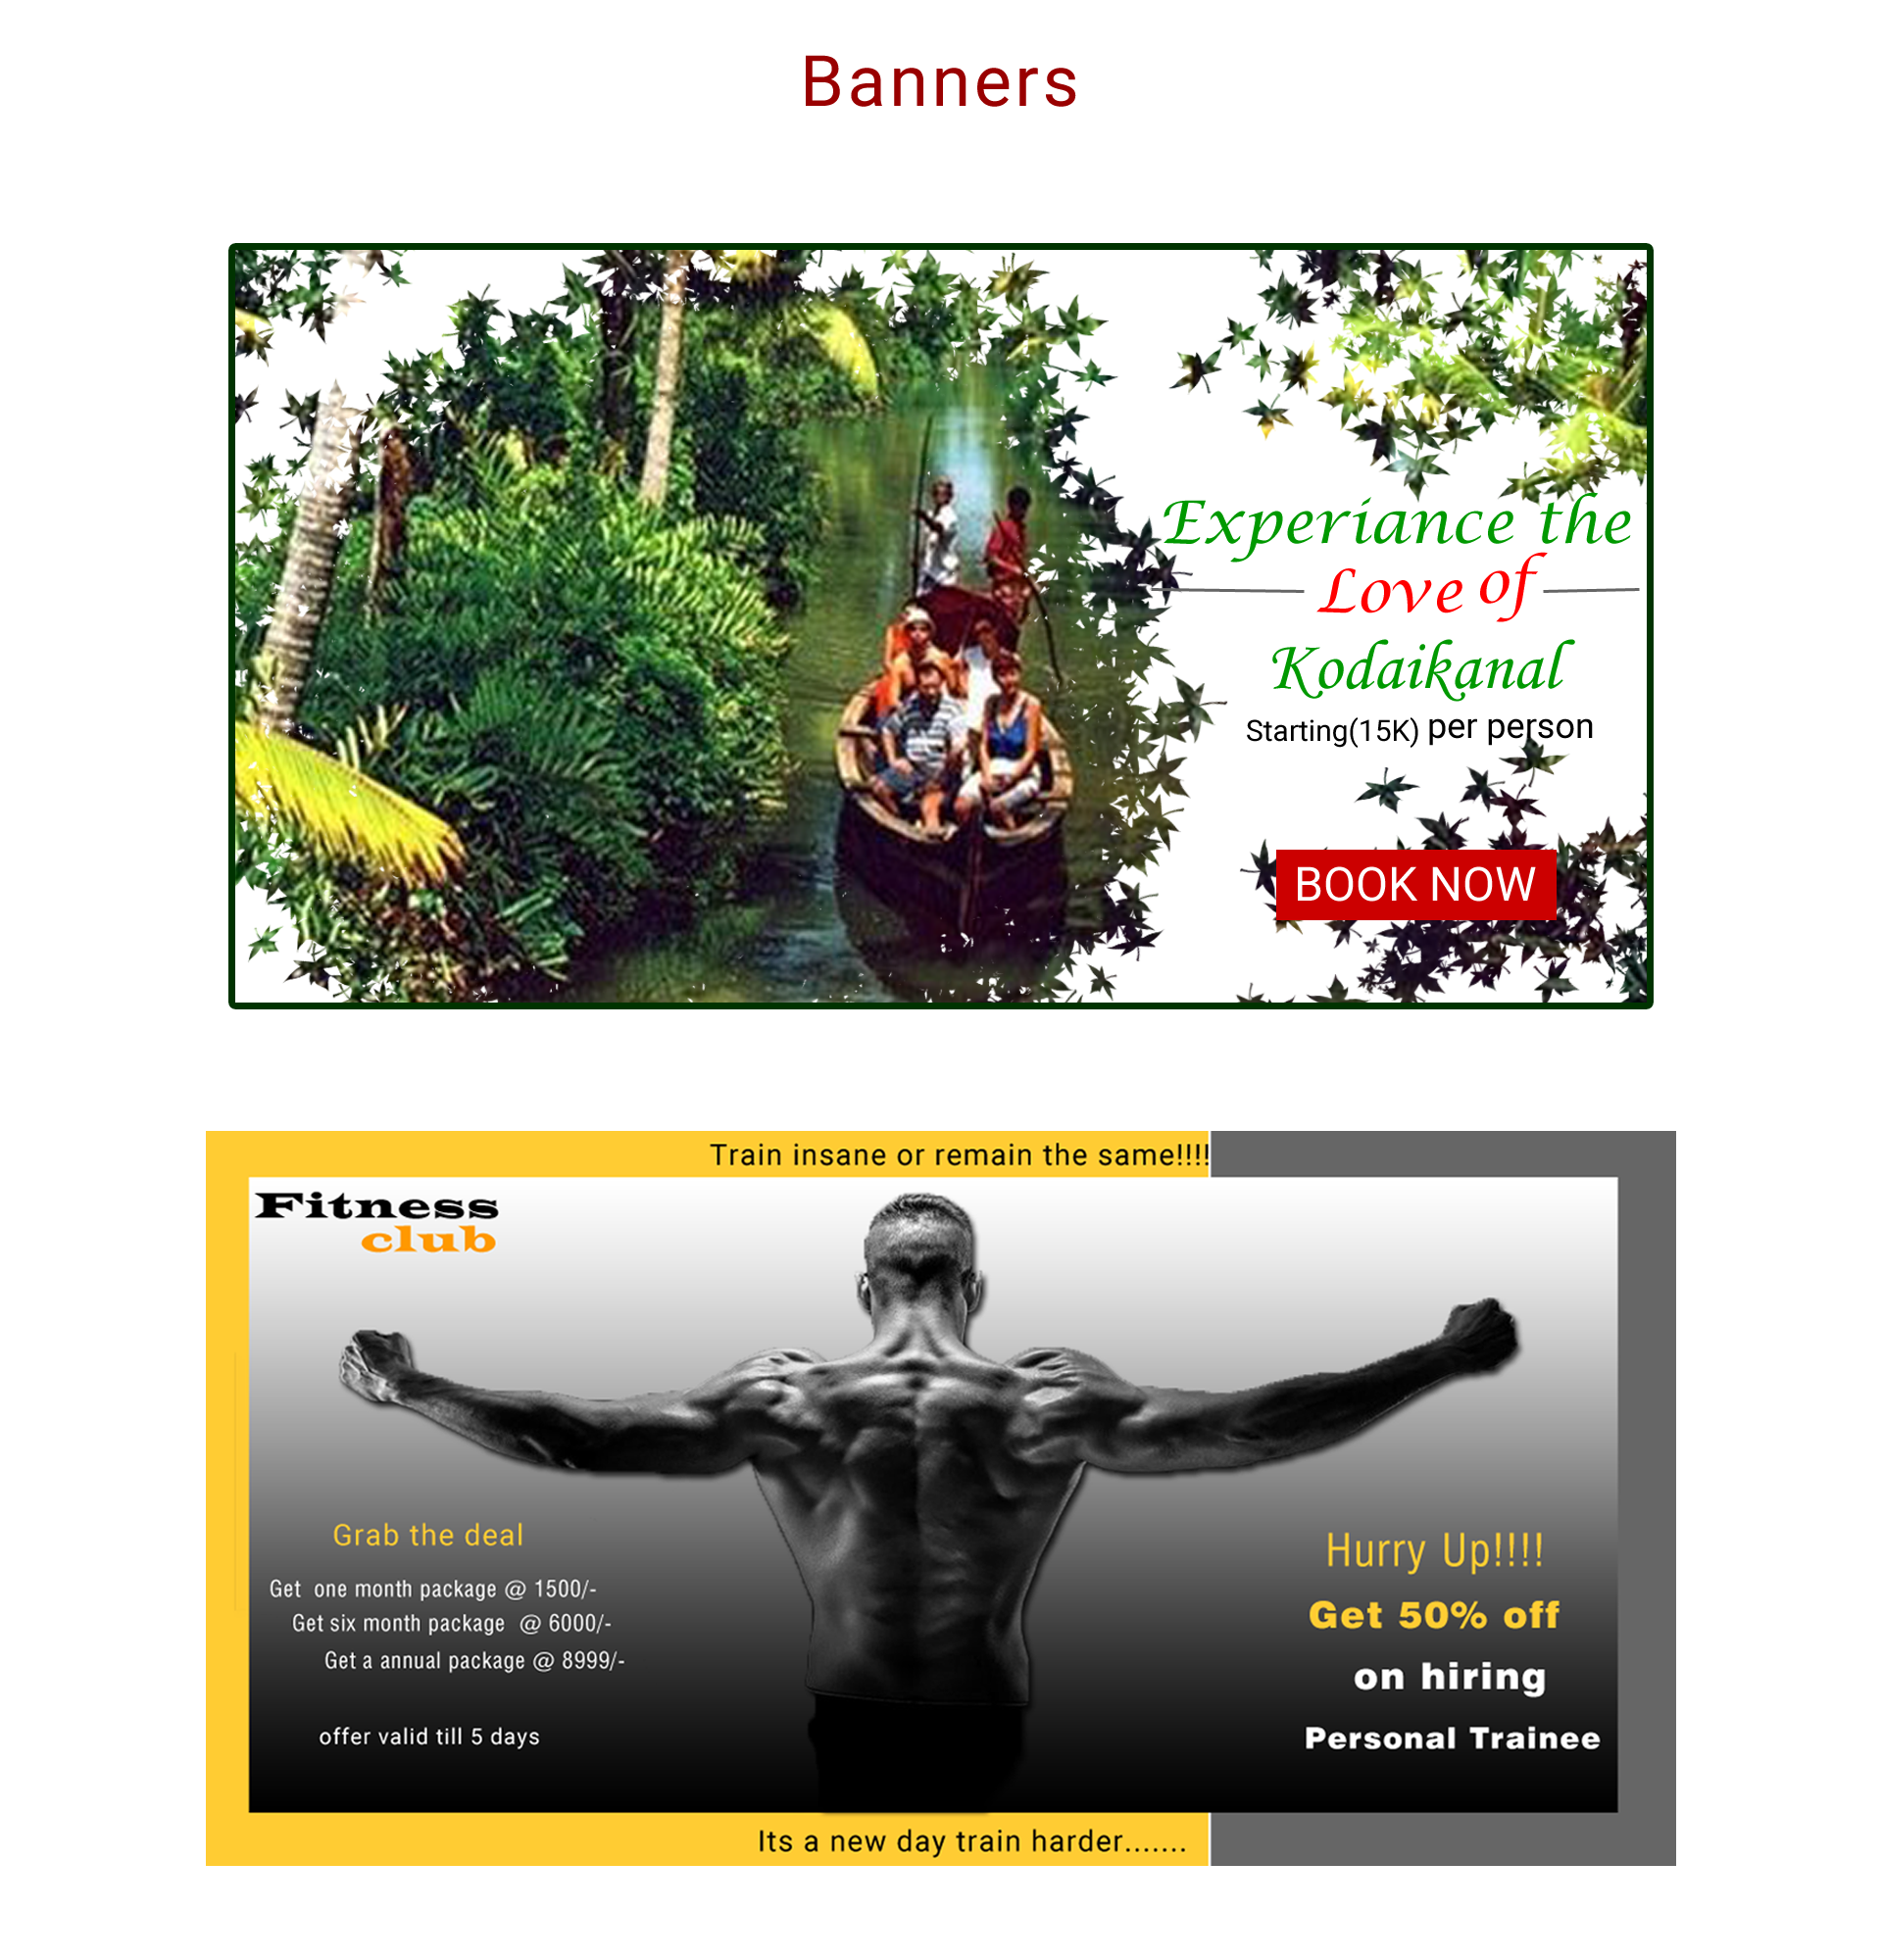 Banners
Experiance the
Love of
Kodaikanal
Starting(15K) per person
BOOK NOW
Train insane or remain the same!!!!
Fitness
club
Grab the deal
Get one month package @ 1500/-
Get six month package @ 6000/-
Get a annual package @ 8999/-
offer valid till 5 days
Hurry Up!!!!
Get 50% off
on hiring
Personal Trainee
Its a new day train harder.......